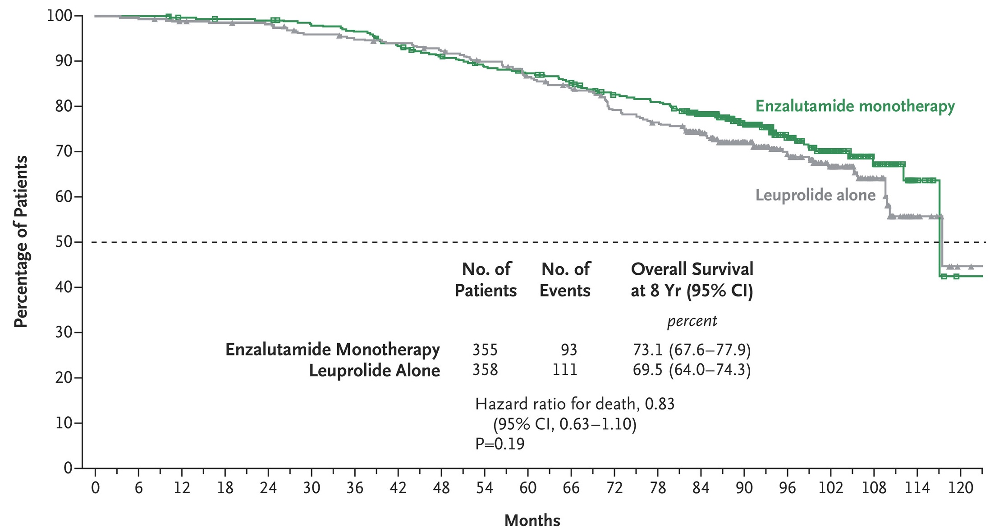 100
90
80
70
60
50
40
30
20
10
0
Percentage of Patients
Enzalutamide monotherapy
Leuprolide alone
No. of Patients
No. of Events
Overall Survival at 8 Yr (95% CI)
percent
Enzalutamide Monotherapy 355 93 73.1 (67.6–77.9)
Leuprolide Alone 358 111 69.5 (64.0–74.3)
Hazard ratio for death, 0.83
(95% CI, 0.63–1.10)
P=0.19
0 6 12 18 24 30 36 42 48 54 60 66 72 78 84 90 96 102 108 114 120
Months